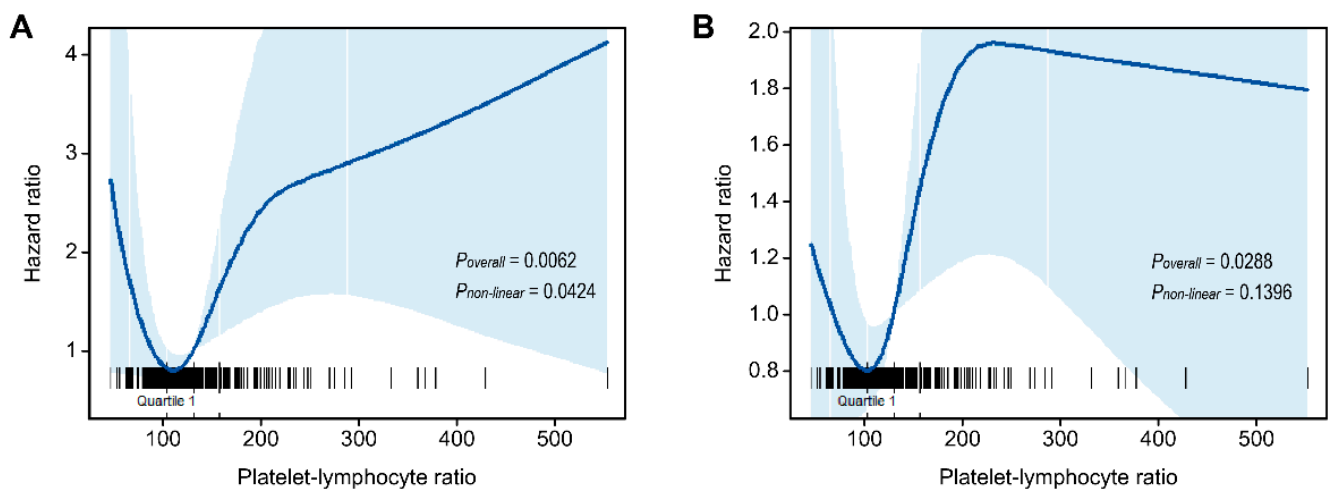 A
Hazard ratio
4
3
2
1
Poverall = 0.0062
Pnon-linear = 0.0424
Quartile 1
100 200 300 400 500
Platelet-lymphocyte ratio
B
Hazard ratio
2.0
1.8
1.6
1.4
1.2
1.0
0.8
Poverall = 0.0288
Pnon-linear = 0.1396
Quartile 1
100 200 300 400 500
Platelet-lymphocyte ratio